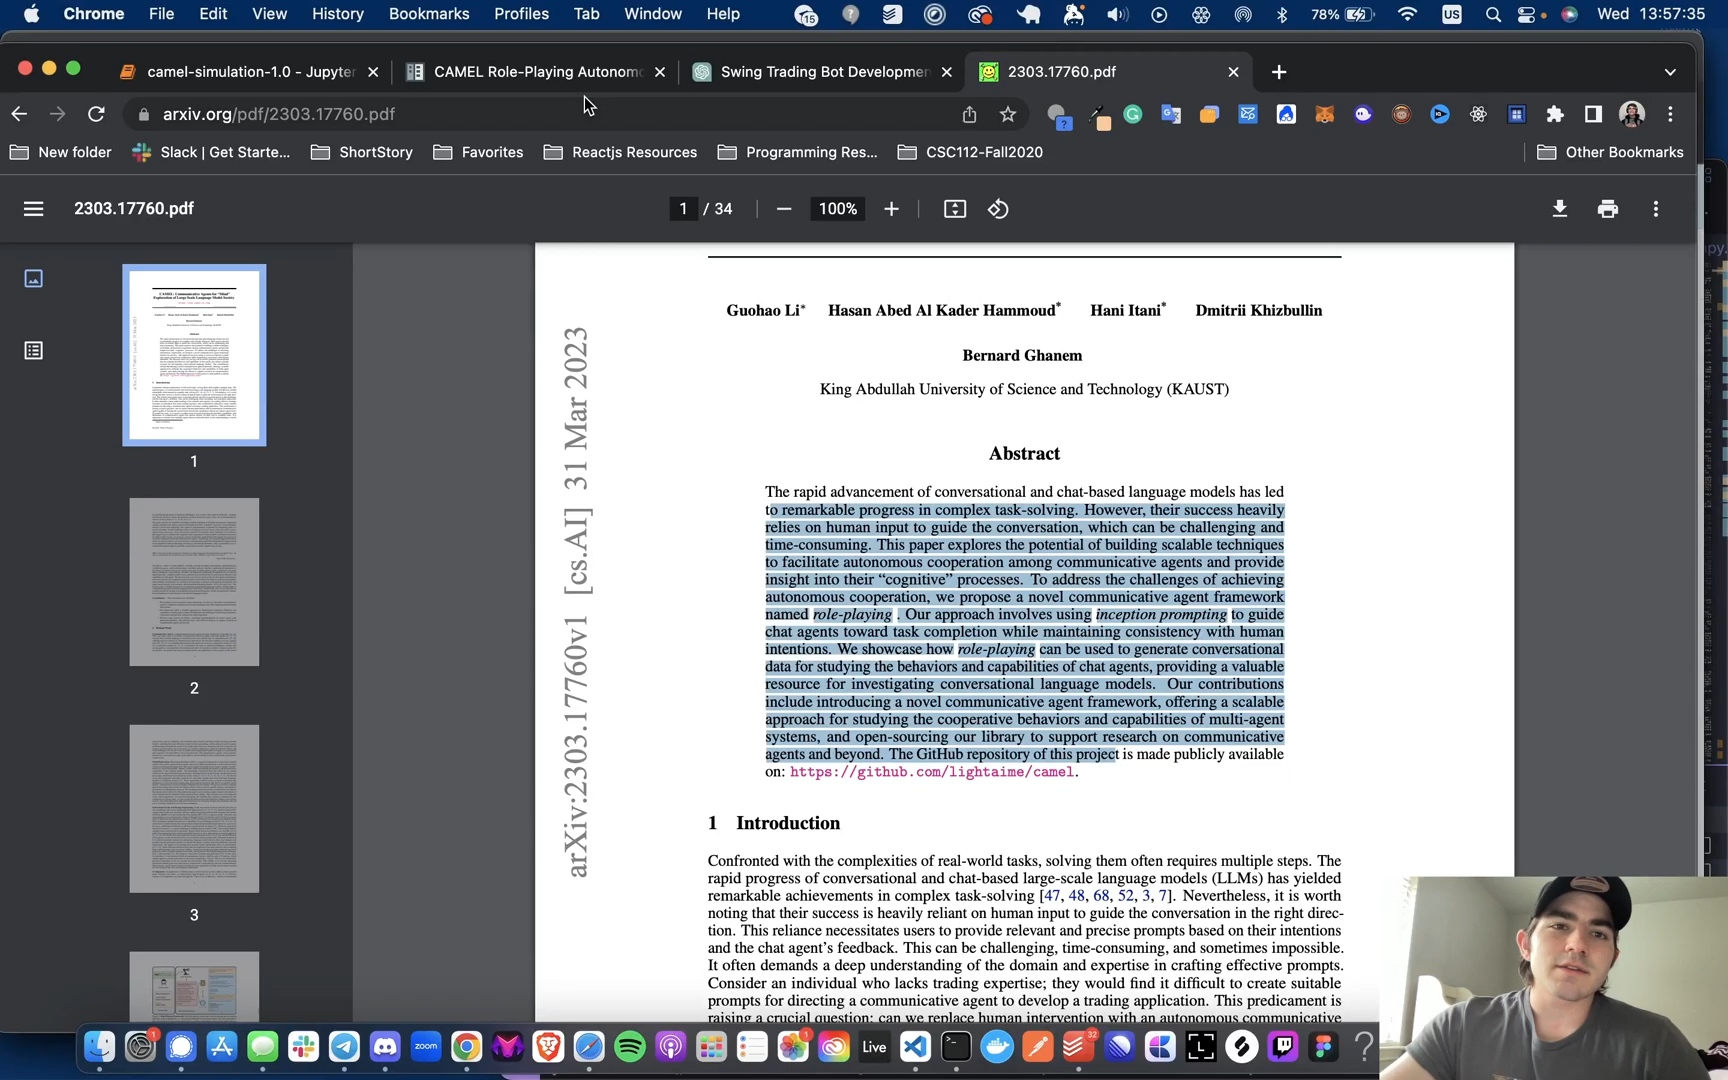 Chrome File Edit View History Bookmarks Profiles Tab Window Help 15 78% US Wed 13:57:35
camel-simulation-1.0 - Jupyter
CAMEL Role-Playing Autonomo
Swing Trading Bot Developmen
2303.17760.pdf
arxiv.org/pdf/2303.17760.pdf
New folder Slack | Get Starte... ShortStory Favorites Reactjs Resources Programming Res... CSC112-Fall2020 Other Bookmarks
2303.17760.pdf 1 / 34 100%
1
2
3
arXiv:2303.17760v1 [cs.AI] 31 Mar 2023
Guohao Li* Hasan Abed Al Kader Hammoud* Hani Itani* Dmitrii Khizbullin
Bernard Ghanem
King Abdullah University of Science and Technology (KAUST)
Abstract
The rapid advancement of conversational and chat-based language models has led
to remarkable progress in complex task-solving. However, their success heavily
relies on human input to guide the conversation, which can be challenging and
time-consuming. This paper explores the potential of building scalable techniques
to facilitate autonomous cooperation among communicative agents and provide
insight into their “cognitive” processes. To address the challenges of achieving
autonomous cooperation, we propose a novel communicative agent framework
named role-playing . Our approach involves using inception prompting to guide
chat agents toward task completion while maintaining consistency with human
intentions. We showcase how role-playing can be used to generate conversational
data for studying the behaviors and capabilities of chat agents, providing a valuable
resource for investigating conversational language models. Our contributions
include introducing a novel communicative agent framework, offering a scalable
approach for studying the cooperative behaviors and capabilities of multi-agent
systems, and open-sourcing our library to support research on communicative
agents and beyond. The GitHub repository of this project is made publicly available
on: https://github.com/lightaime/camel.
1 Introduction
Confronted with the complexities of real-world tasks, solving them often requires multiple steps. The
rapid progress of conversational and chat-based large-scale language models (LLMs) has yielded
remarkable achievements in complex task-solving [47, 48, 68, 52, 3, 7]. Nevertheless, it is worth
noting that their success is heavily reliant on human input to guide the conversation in the right direc-
tion. This reliance necessitates users to provide relevant and precise prompts based on their intentions
and the chat agent’s feedback. This can be challenging, time-consuming, and sometimes impossible.
It often demands a deep understanding of the domain and expertise in crafting effective prompts.
Consider an individual who lacks trading expertise; they would find it difficult to create suitable
prompts for directing a communicative agent to develop a trading application. This predicament is
raising a crucial question: can we replace human intervention with an autonomous communicative
zoom Live